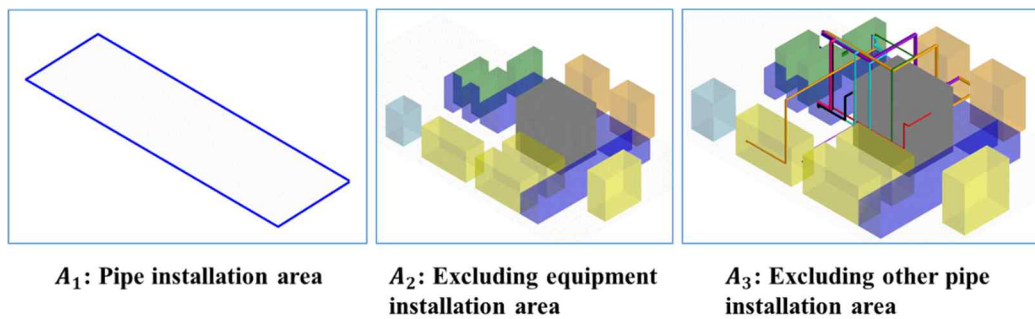 A₁: Pipe installation area
A₂: Excluding equipment
installation area
A₃: Excluding other pipe
installation area